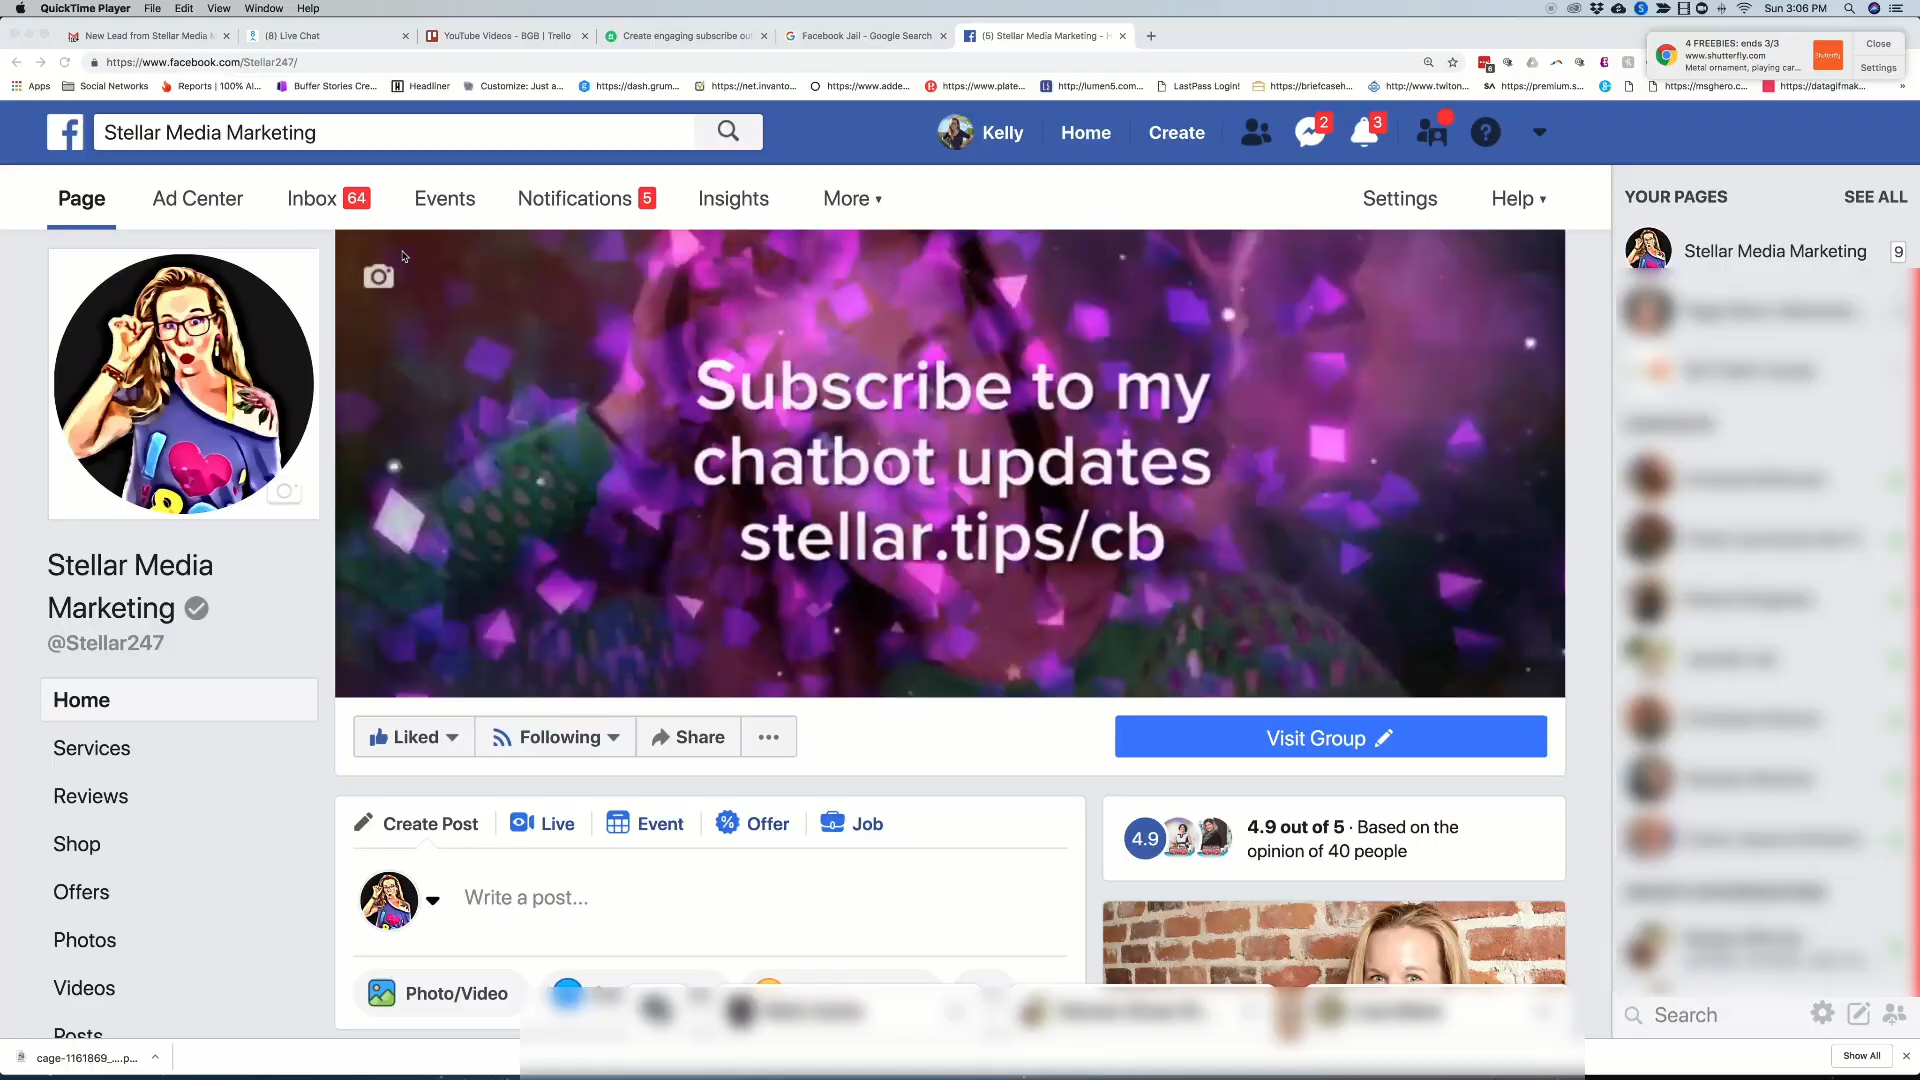 QuickTime Player File Edit View Window Help
Sun 3:06 PM
New Lead from Stellar Media M
(8) Live Chat
YouTube Videos - BGB | Trello
Create engaging subscribe ou
Facebook Jail - Google Search
(5) Stellar Media Marketing - H
4 FREEBIES: ends 3/3
www.shutterfly.com
Metal ornament, playing car...
Shutterfly
Close
Settings
https://www.facebook.com/Stellar247/
Apps
Social Networks
Reports | 100% Al...
Buffer Stories Cre...
Headliner
Customize: Just a...
https://dash.grum...
https://net.invanto...
https://www.adde...
https://www.plate...
http://lumen5.com...
LastPass Login!
https://briefcaseh...
http://www.twiton...
https://premium.s...
https://msghero.c...
https://datagifmak...
Stellar Media Marketing
Kelly
Home
Create
2
3
Page
Ad Center
Inbox 64
Events
Notifications 5
Insights
More
Settings
Help
YOUR PAGES
SEE ALL
Stellar Media Marketing
9
Subscribe to my
chatbot updates
stellar.tips/cb
Stellar Media
Marketing
@Stellar247
Home
Services
Reviews
Shop
Offers
Photos
Videos
Posts
Liked
Following
Share
Visit Group
Create Post
Live
Event
Offer
Job
Write a post...
Photo/Video
4.9
4.9 out of 5 · Based on the
opinion of 40 people
Search
cage-1161869_....p...
Show All